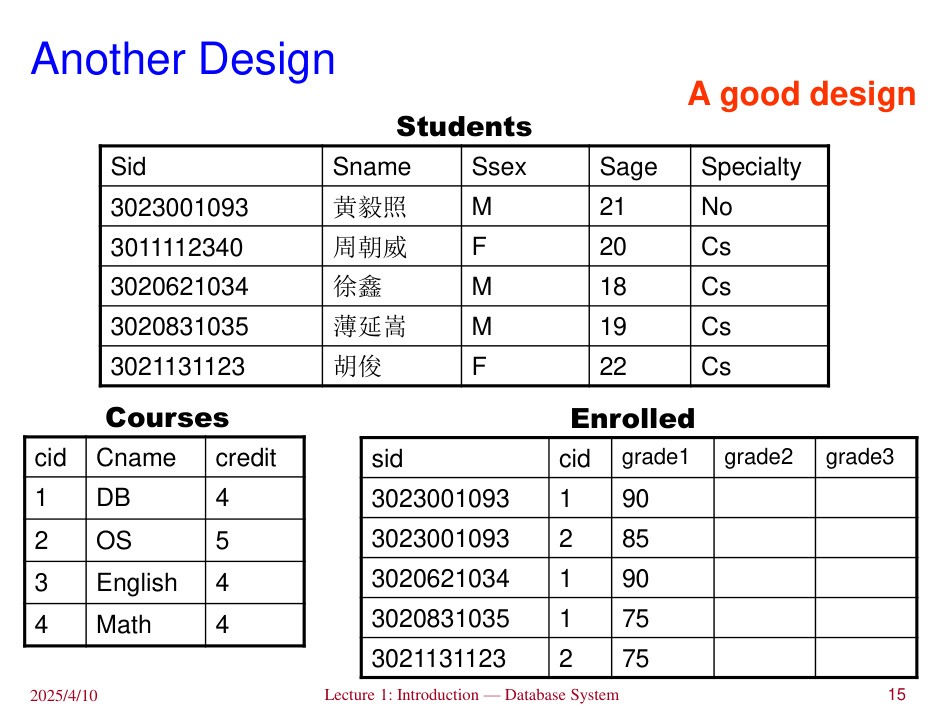 Another Design
A good design
Students
Sid Sname Ssex Sage Specialty
3023001093 黄毅照 M 21 No
3011112340 周朝威 F 20 Cs
3020621034 徐鑫 M 18 Cs
3020831035 薄延嵩 M 19 Cs
3021131123 胡俊 F 22 Cs
Courses
cid Cname credit
1 DB 4
2 OS 5
3 English 4
4 Math 4
Enrolled
sid cid grade1 grade2 grade3
3023001093 1 90
3023001093 2 85
3020621034 1 90
3020831035 1 75
3021131123 2 75
2025/4/10 Lecture 1: Introduction — Database System 15